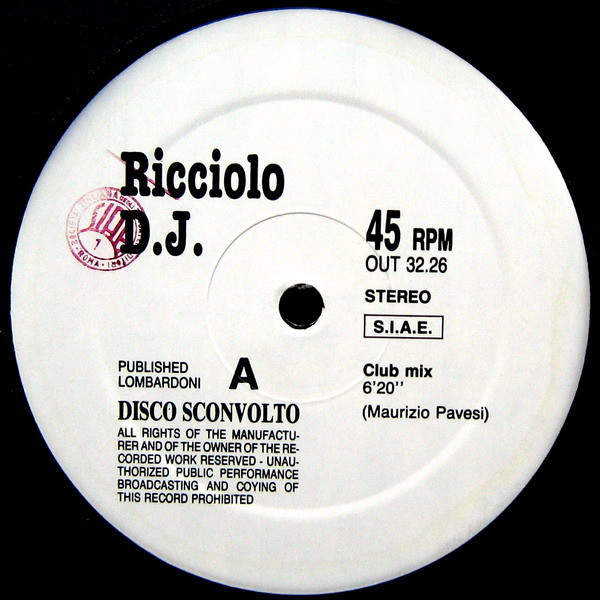 Ricciolo
D.J.
45 RPM
OUT 32.26
STEREO
S.I.A.E.
PUBLISHED
LOMBARDONI
A
DISCO SCONVOLTO
ALL RIGHTS OF THE MANUFACTU-
RER AND OF THE OWNER OF THE RE-
CORDED WORK RESERVED - UNAU-
THORIZED PUBLIC PERFORMANCE
BROADCASTING AND COYING OF
THIS RECORD PROHIBITED
Club mix
6'20''
(Maurizio Pavesi)